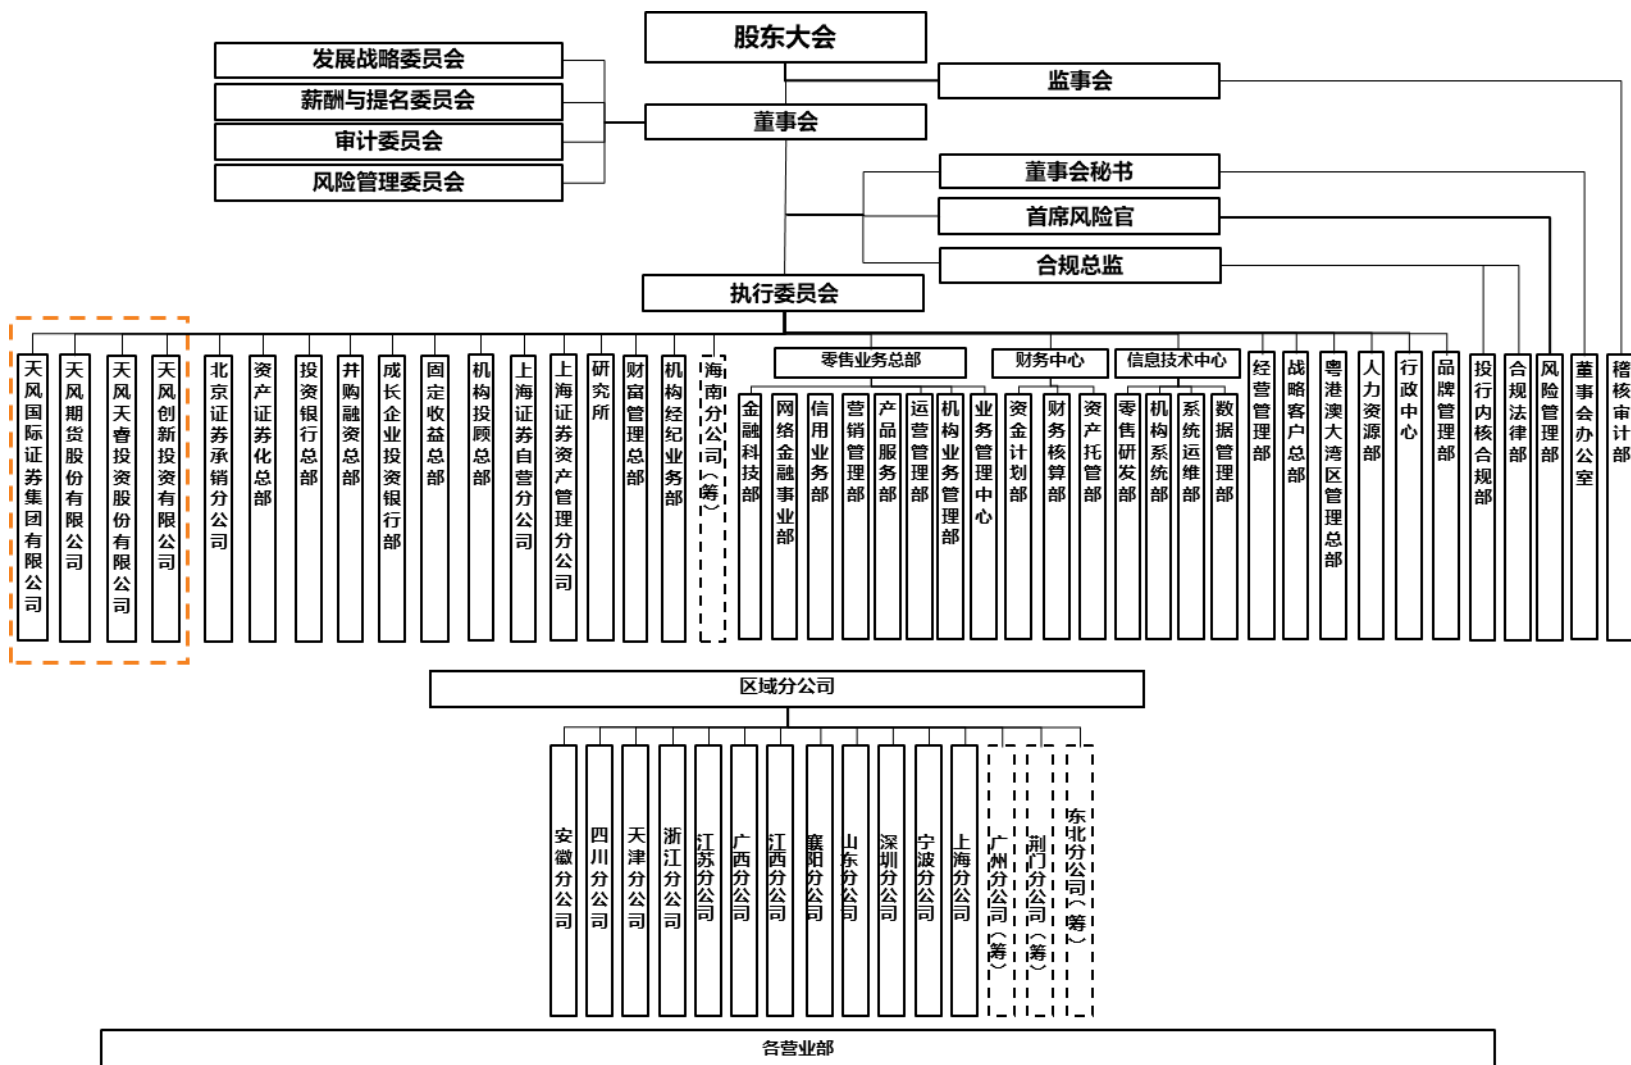 股东大会
发展战略委员会
薪酬与提名委员会
审计委员会
风险管理委员会
监事会
董事会
董事会秘书
首席风险官
合规总监
执行委员会
天风国际证券集团有限公司
天风期货股份有限公司
天风天睿投资股份有限公司
天风创新投资有限公司
北京证券承销分公司
资产证券化总部
投资银行总部
并购融资总部
成长企业投资银行部
固定收益总部
机构投顾总部
上海证券自营分公司
上海证券资产管理分公司
研究所
财富管理总部
机构经纪业务部
海南分公司（筹）
零售业务总部
金融科技部
网络金融事业部
信用业务部
营销管理部
产品服务部
运营管理部
机构业务管理部
业务管理中心
财务中心
资金计划部
财务核算部
资产托管部
信息技术中心
零售研发部
机构系统部
系统运维部
数据管理部
经营管理部
战略客户总部
粤港澳大湾区管理总部
人力资源部
行政中心
品牌管理部
投行内核合规部
合规法律部
风险管理部
董事会办公室
稽核审计部
区域分公司
安徽分公司
四川分公司
天津分公司
浙江分公司
江苏分公司
广西分公司
江西分公司
襄阳分公司
山东分公司
深圳分公司
宁波分公司
上海分公司
广州分公司（筹）
荆门分公司（筹）
东北分公司（筹）
各营业部